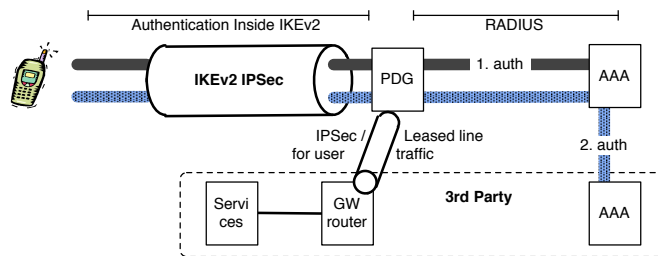 Authentication Inside IKEv2
RADIUS
IKEv2 IPSec
PDG
1. auth
AAA
IPSec / Leased line
for user traffic
2. auth
Servi
ces
GW
router
3rd Party
AAA